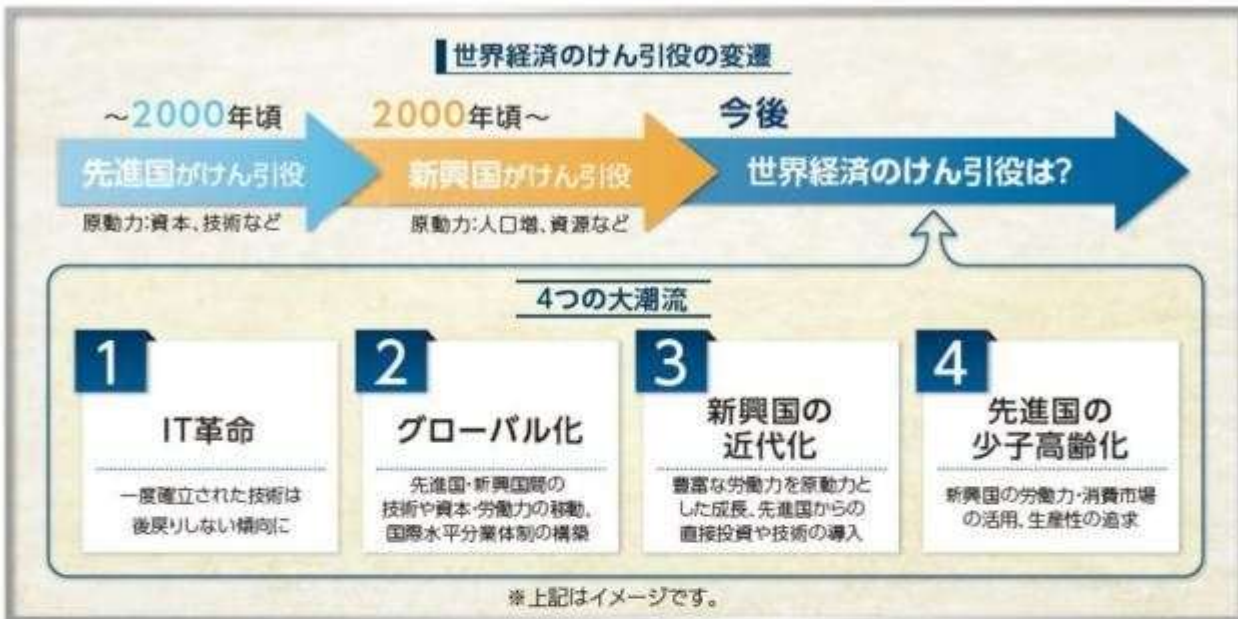 世界経済のけん引役の変遷
～2000年頃
2000年頃～
今後
先進国がけん引役
新興国がけん引役
世界経済のけん引役は?
原動力:資本、技術など
原動力:人口増、資源など
4つの大潮流
1
IT革命
一度確立された技術は
後戻りしない傾向に
2
グローバル化
先進国・新興国間の
技術や資本・労働力の移動、
国際水平分業体制の構築
3
新興国の
近代化
豊富な労働力を原動力と
した成長、先進国からの
直接投資や技術の導入
4
先進国の
少子高齢化
新興国の労働力・消費市場
の活用、生産性の追求
※上記はイメージです。